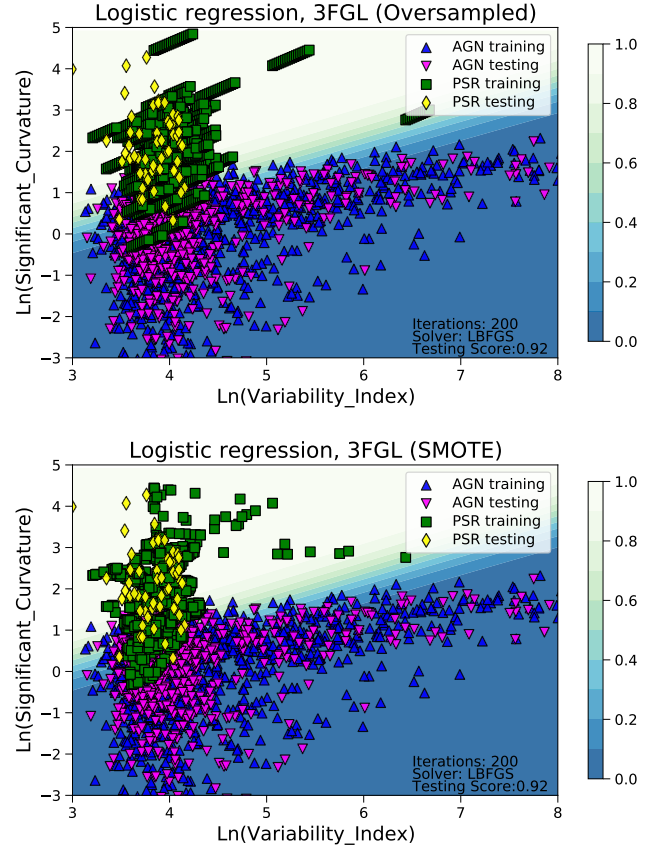 Logistic regression, 3FGL (Oversampled)
Ln(Significant_Curvature)
5
4
3
2
1
0
−1
−2
−3
AGN training
AGN testing
PSR training
PSR testing
Iterations: 200
Solver: LBFGS
Testing Score:0.92
3
4
5
6
7
8
Ln(Variability_Index)
1.0
0.8
0.6
0.4
0.2
0.0
Logistic regression, 3FGL (SMOTE)
Ln(Significant_Curvature)
5
4
3
2
1
0
−1
−2
−3
AGN training
AGN testing
PSR training
PSR testing
Iterations: 200
Solver: LBFGS
Testing Score:0.92
3
4
5
6
7
8
Ln(Variability_Index)
1.0
0.8
0.6
0.4
0.2
0.0